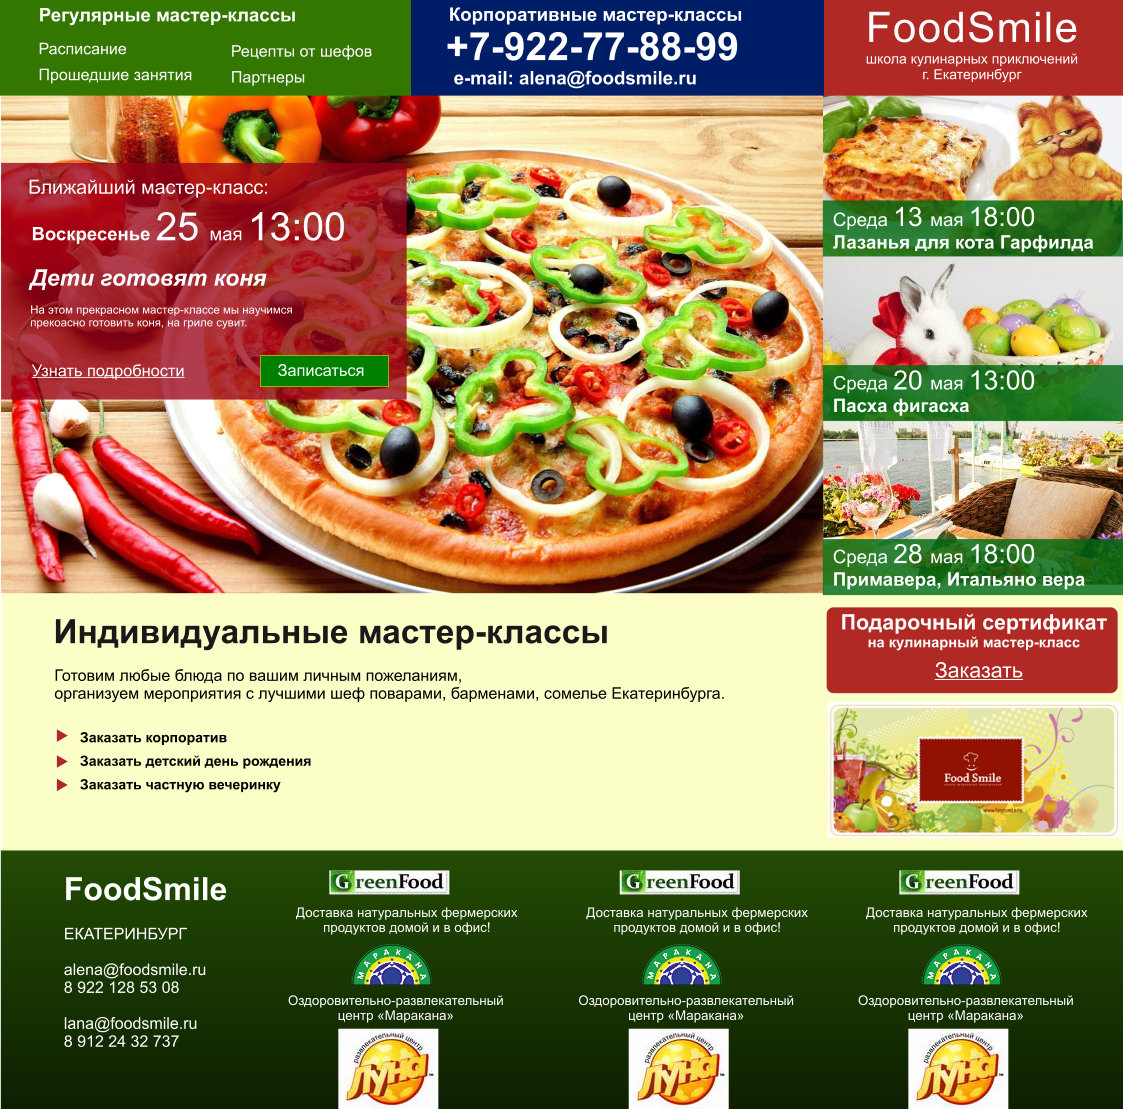 Регулярные мастер-классы
Расписание
Прошедшие занятия
Рецепты от шефов
Партнеры
Корпоративные мастер-классы
+7-922-77-88-99
e-mail: alena@foodsmile.ru
FoodSmile
школа кулинарных приключений
г. Екатеринбург
Ближайший мастер-класс:
Воскресенье 25 мая 13:00
Дети готовят коня
На этом прекрасном мастер-классе мы научимся
прекоасно готовить коня, на гриле сувит.
Узнать подробности
Записаться
Среда 13 мая 18:00
Лазанья для кота Гарфилда
Среда 20 мая 13:00
Пасха фигасха
Среда 28 мая 18:00
Примавера, Итальяно вера
Индивидуальные мастер-классы
Готовим любые блюда по вашим личным пожеланиям,
организуем мероприятия с лучшими шеф поварами, барменами, сомелье Екатеринбурга.
Заказать корпоратив
Заказать детский день рождения
Заказать частную вечеринку
Подарочный сертификат
на кулинарный мастер-класс
Заказать
Food Smile
FoodSmile
ЕКАТЕРИНБУРГ
alena@foodsmile.ru
8 922 128 53 08
lana@foodsmile.ru
8 912 24 32 737
GreenFood
Доставка натуральных фермерских
продуктов домой и в офис!
МАРАКАНА
Оздоровительно-развлекательный
центр «Маракана»
развлекательный центр
Луна
GreenFood
Доставка натуральных фермерских
продуктов домой и в офис!
МАРАКАНА
Оздоровительно-развлекательный
центр «Маракана»
развлекательный центр
Луна
GreenFood
Доставка натуральных фермерских
продуктов домой и в офис!
МАРАКАНА
Оздоровительно-развлекательный
центр «Маракана»
развлекательный центр
Луна